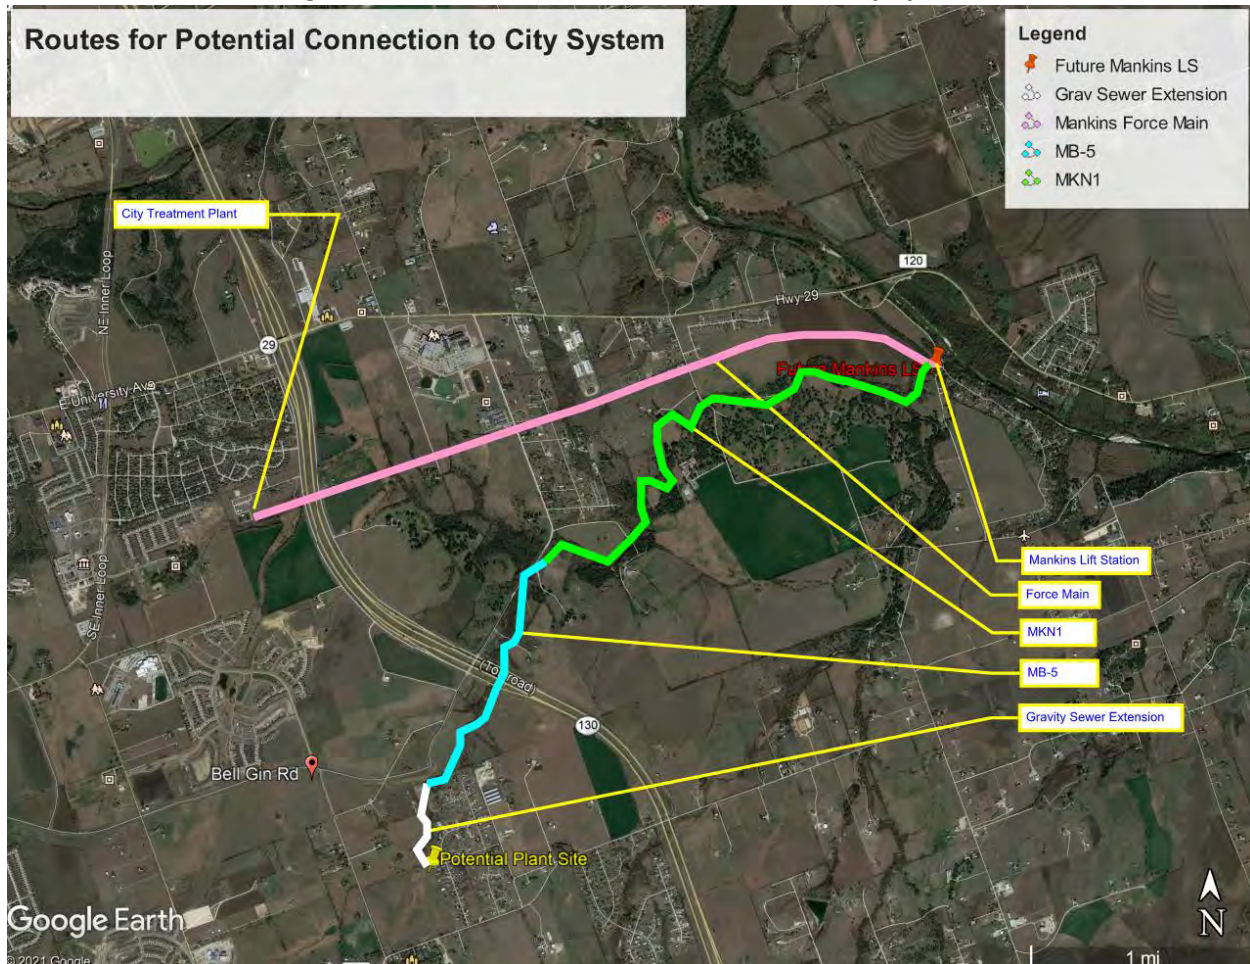 Routes for Potential Connection to City System
Legend
Future Mankins LS
Grav Sewer Extension
Mankins Force Main
MB-5
MKN1
City Treatment Plant
NE Inner Loop
120
Hwy 29
29
Future Mankins LS
E University Ave
Mankins Lift Station
Force Main
SE Inner Loop
MKN1
(Toll road)
MB-5
130
Gravity Sewer Extension
Bell Gin Rd
Potential Plant Site
Google Earth
N
© 2021 Google
1 mi